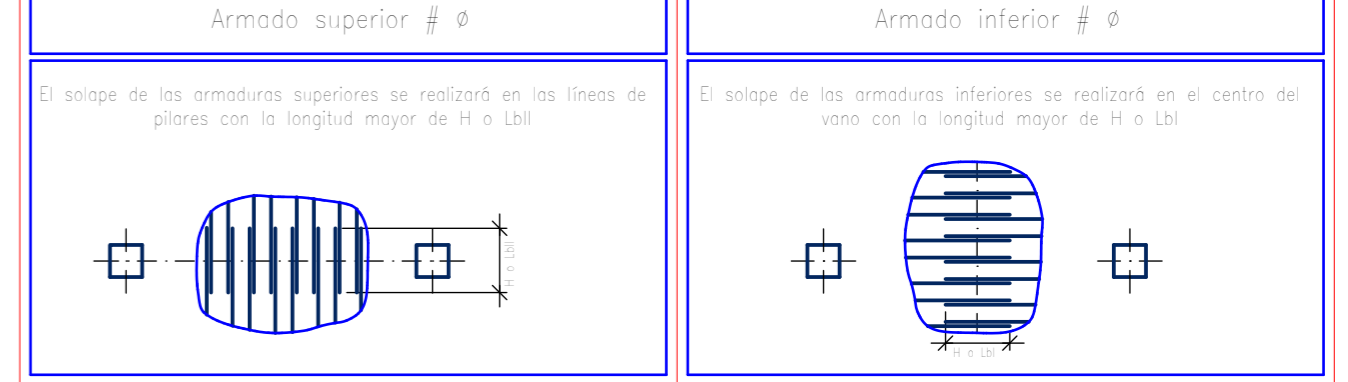 Armado superior # ø
Armado inferior # ø
El solape de las armaduras superiores se realizará en las líneas de
pilares con la longitud mayor de H o Lbll
H o Lbll
El solape de las armaduras inferiores se realizará en el centro del
vano con la longitud mayor de H o Lbl
H o Lbl